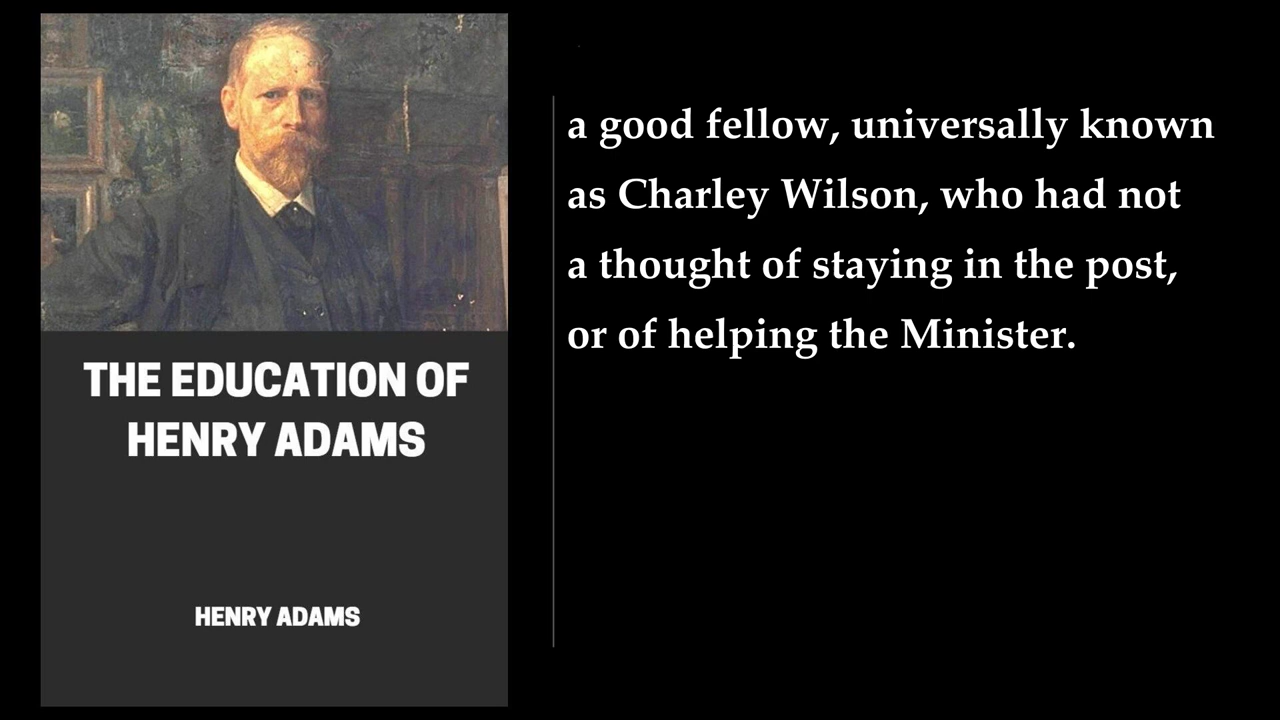 THE EDUCATION OF
HENRY ADAMS
HENRY ADAMS
a good fellow, universally known
as Charley Wilson, who had not
a thought of staying in the post,
or of helping the Minister.